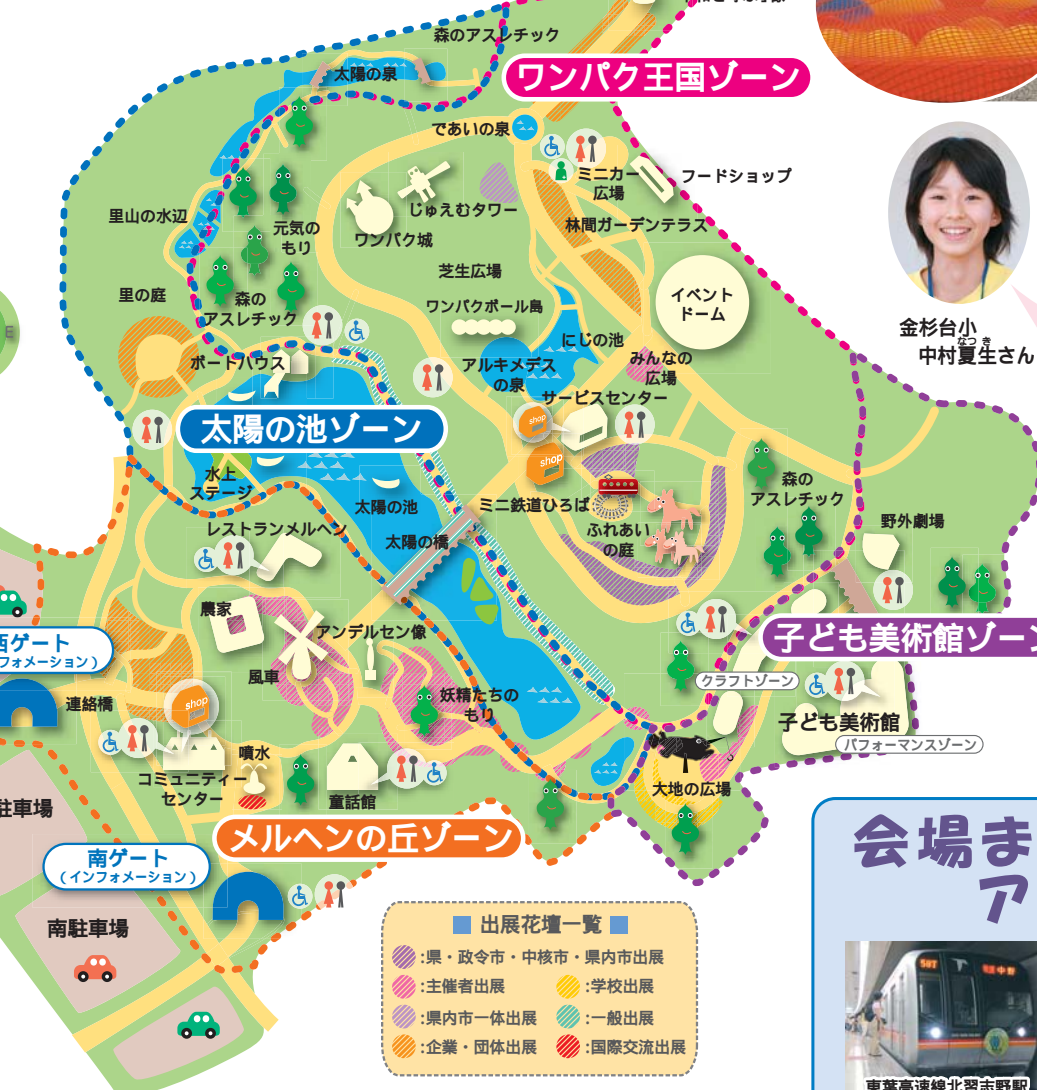 森のアスレチック
太陽の泉
ワンパク王国ゾーン
であいの泉
ミニカー
広場
フードショップ
里山の水辺
元気の
もり
じゅえむタワー
ワンパク城
林間ガーデンテラス
芝生広場
里の庭
森の
アスレチック
ワンパクボール島
イベント
ドーム
金杉台小
なつき
中村夏生さん
ボートハウス
アルキメデス
の泉
にじの池
みんなの
広場
サービスセンター
太陽の池ゾーン
shop
shop
水上
ステージ
太陽の池
ミニ鉄道ひろば
森の
アスレチック
レストランメルヘン
太陽の橋
ふれあい
の庭
野外劇場
農家
アンデルセン像
西ゲート
フォメーション）
風車
子ども美術館ゾーン
クラフトゾーン
連絡橋
shop
妖精たちの
もり
子ども美術館
パフォーマンスゾーン
噴水
コミュニティー
センター
童話館
大地の広場
駐車場
メルヘンの丘ゾーン
南ゲート
（インフォメーション）
南駐車場
会場ま
ア
出展花壇一覧
:県・政令市・中核市・県内市出展
:主催者出展
:学校出展
:県内市一体出展
:一般出展
:企業・団体出展
:国際交流出展
50T
中野
東葉高速線北習志野駅